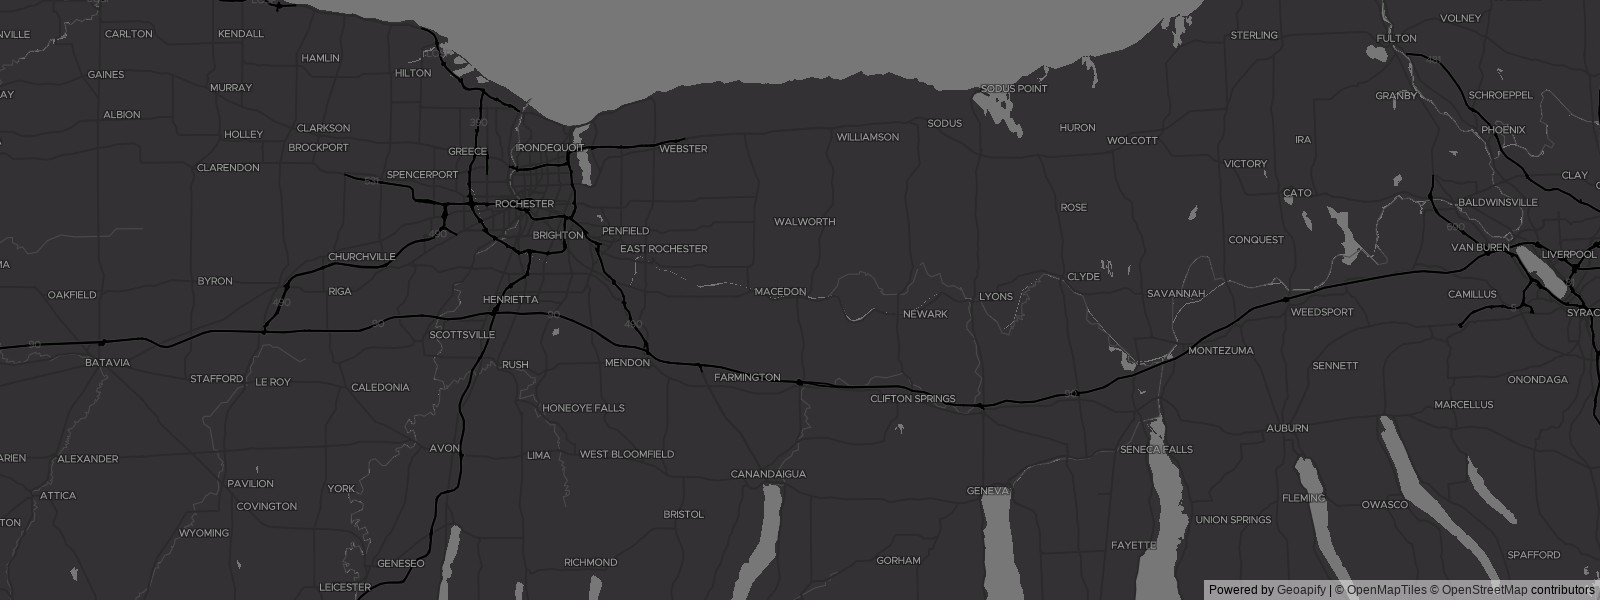 VOLNEY
NVILLE
CARLTON
KENDALL
STERLING
FULTON
HAMLIN
HILTON
481
GAINES
MURRAY
SODUS POINT
AY
GRANBY
SCHROEPPEL
ALBION
390
SODUS
HOLLEY
CLARKSON
HURON
PHOENIX
WILLIAMSON
WOLCOTT
IRA
BROCKPORT
GREECE
IRONDEQUOIT
WEBSTER
CLARENDON
VICTORY
SPENCERPORT
531
CLAY
CATO
ROCHESTER
ROSE
BALDWINSVILLE
WALWORTH
690
PENFIELD
490
BRIGHTON
CONQUEST
EAST ROCHESTER
VAN BUREN
CHURCHVILLE
LIVERPOOL
MA
CLYDE
BYRON
OAKFIELD
RIGA
MACEDON
SAVANNAH
CAMILLUS
HENRIETTA
LYONS
490
90
NEWARK
WEEDSPORT
SYRAC
90
490
SCOTTSVILLE
90
MONTEZUMA
BATAVIA
RUSH
MENDON
SENNETT
STAFFORD
LE ROY
FARMINGTON
ONONDAGA
CALEDONIA
90
CLIFTON SPRINGS
HONEOYE FALLS
MARCELLUS
AUBURN
AVON
SENECA FALLS
ARIEN
ALEXANDER
LIMA
WEST BLOOMFIELD
CANANDAIGUA
PAVILION
YORK
GENEVA
ATTICA
FLEMING
COVINGTON
OWASCO
BRISTOL
TON
UNION SPRINGS
WYOMING
FAYETTE
SPAFFORD
GENESEO
RICHMOND
GORHAM
LEICESTER
Powered by Geoapify | © OpenMapTiles © OpenStreetMap contributors